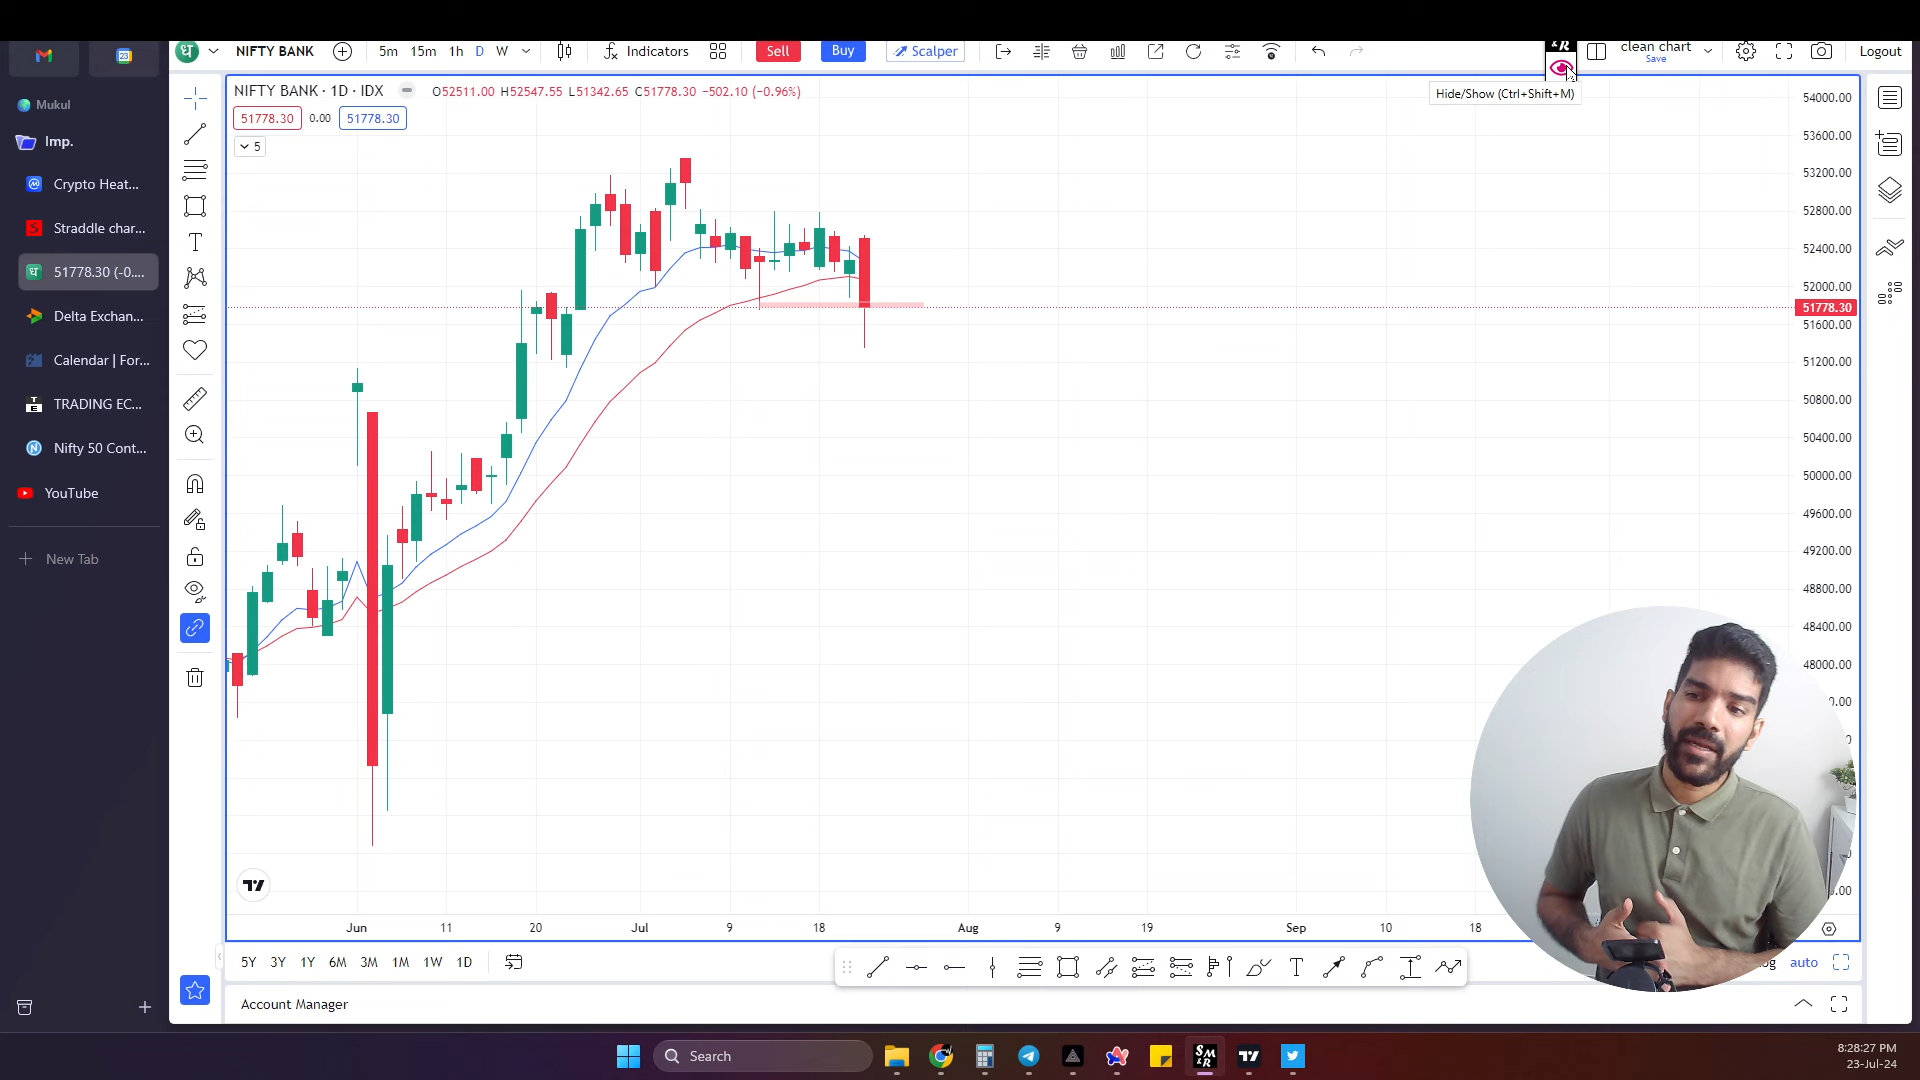 NIFTY BANK
5m 15m 1h D W
Indicators
Sell
Buy
Scalper
clean chart
Save
Logout
Hide/Show (Ctrl+Shift+M)
NIFTY BANK · 1D · IDX
O52511.00 H52547.55 L51342.65 C51778.30 −502.10 (−0.96%)
51778.30 0.00 51778.30
5
Mukul
Imp.
Crypto Heat...
Straddle char...
51778.30 (-0....
Delta Exchan...
Calendar | For...
TRADING EC...
Nifty 50 Cont...
YouTube
New Tab
54000.00
53600.00
53200.00
52800.00
52400.00
52000.00
51778.30
51600.00
51200.00
50800.00
50400.00
50000.00
49600.00
49200.00
48800.00
48400.00
48000.00
Jun 11 20 Jul 9 18 Aug 9 19 Sep 10 18
5Y 3Y 1Y 6M 3M 1M 1W 1D
auto
Account Manager
Search
8:28:27 PM
23-Jul-24